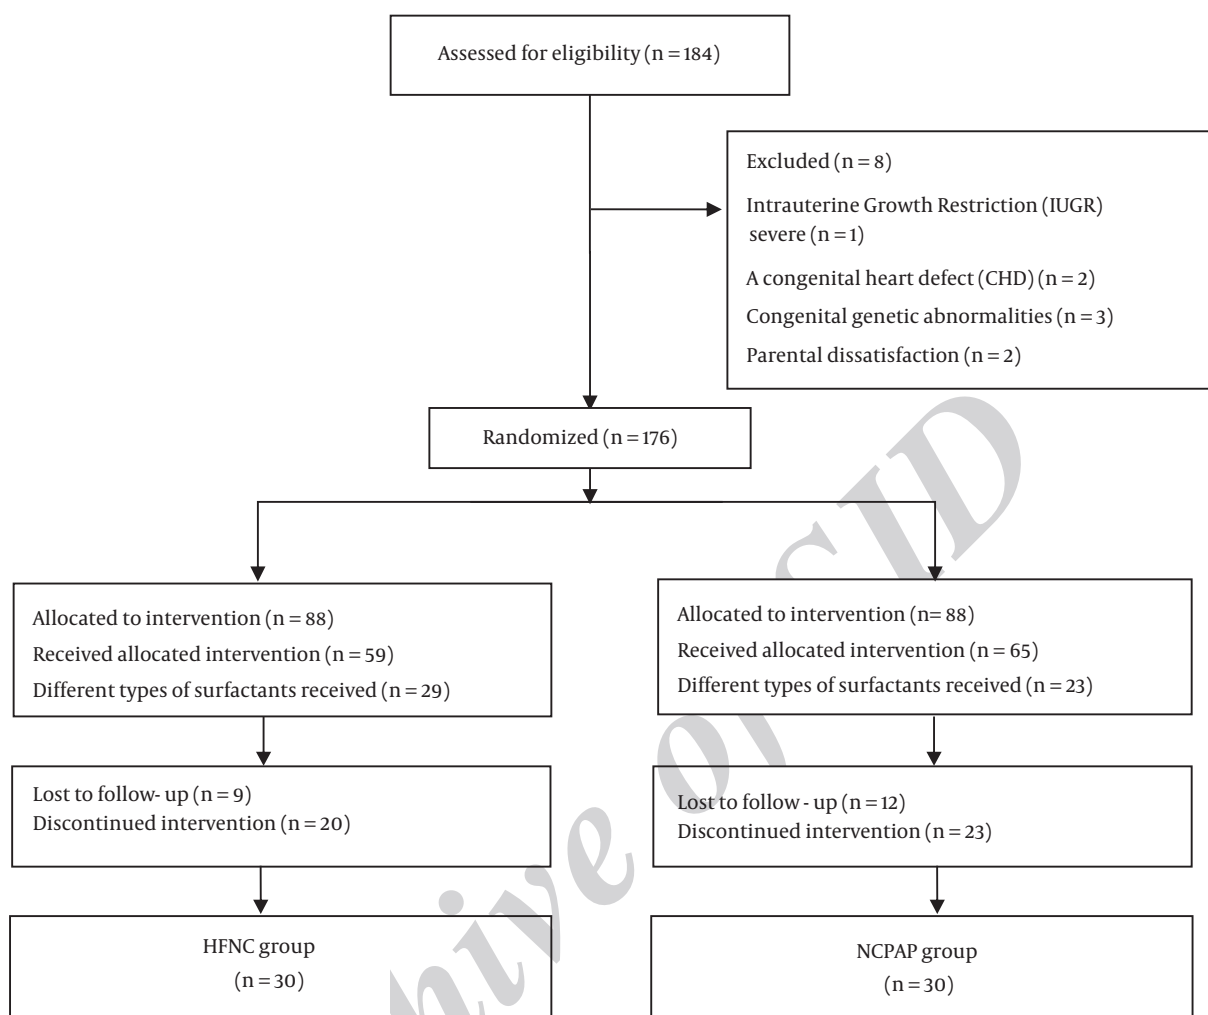 Assessed for eligibility (n = 184)
Excluded (n = 8)
Intrauterine Growth Restriction (IUGR)
severe (n = 1)
A congenital heart defect (CHD) (n = 2)
Congenital genetic abnormalities (n = 3)
Parental dissatisfaction (n = 2)
Randomized (n = 176)
Allocated to intervention (n = 88)
Received allocated intervention (n = 59)
Different types of surfactants received (n = 29)
Allocated to intervention (n= 88)
Received allocated intervention (n = 65)
Different types of surfactants received (n = 23)
Lost to follow- up (n = 9)
Discontinued intervention (n = 20)
Lost to follow - up (n = 12)
Discontinued intervention (n = 23)
HFNC group
(n = 30)
NCPAP group
(n = 30)